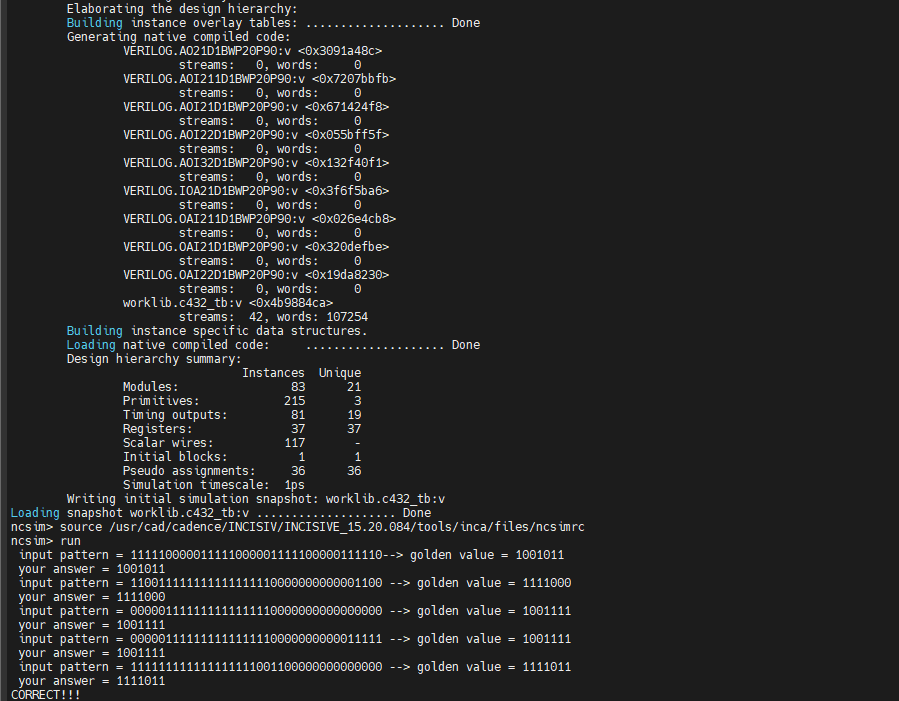 Elaborating the design hierarchy:
Building instance overlay tables: .................... Done
Generating native compiled code:
VERILOG.AO21D1BWP20P90:v <0x3091a48c>
streams:   0, words:     0
VERILOG.AOI211D1BWP20P90:v <0x7207bbfb>
streams:   0, words:     0
VERILOG.AOI21D1BWP20P90:v <0x671424f8>
streams:   0, words:     0
VERILOG.AOI22D1BWP20P90:v <0x055bff5f>
streams:   0, words:     0
VERILOG.AOI32D1BWP20P90:v <0x132f40f1>
streams:   0, words:     0
VERILOG.IOA21D1BWP20P90:v <0x3f6f5ba6>
streams:   0, words:     0
VERILOG.OAI211D1BWP20P90:v <0x026e4cb8>
streams:   0, words:     0
VERILOG.OAI21D1BWP20P90:v <0x320defbe>
streams:   0, words:     0
VERILOG.OAI22D1BWP20P90:v <0x19da8230>
streams:   0, words:     0
worklib.c432_tb:v <0x4b9884ca>
streams:  42, words: 107254
Building instance specific data structures.
Loading native compiled code:     .................... Done
Design hierarchy summary:
Instances  Unique
Modules:                83      21
Primitives:            215       3
Timing outputs:         81      19
Registers:              37      37
Scalar wires:          117       -
Initial blocks:          1       1
Pseudo assignments:     36      36
Simulation timescale:  1ps
Writing initial simulation snapshot: worklib.c432_tb:v
Loading snapshot worklib.c432_tb:v .................... Done
ncsim> source /usr/cad/cadence/INCISIV/INCISIVE_15.20.084/tools/inca/files/ncsimrc
ncsim> run
input pattern = 111110000011111000001111100000111110--> golden value = 1001011
your answer = 1001011
input pattern = 110011111111111111110000000000001100 --> golden value = 1111000
your answer = 1111000
input pattern = 000001111111111111110000000000000000 --> golden value = 1001111
your answer = 1001111
input pattern = 000001111111111111110000000000011111 --> golden value = 1001111
your answer = 1001111
input pattern = 111111111111111111100110000000000000 --> golden value = 1111011
your answer = 1111011
CORRECT!!!